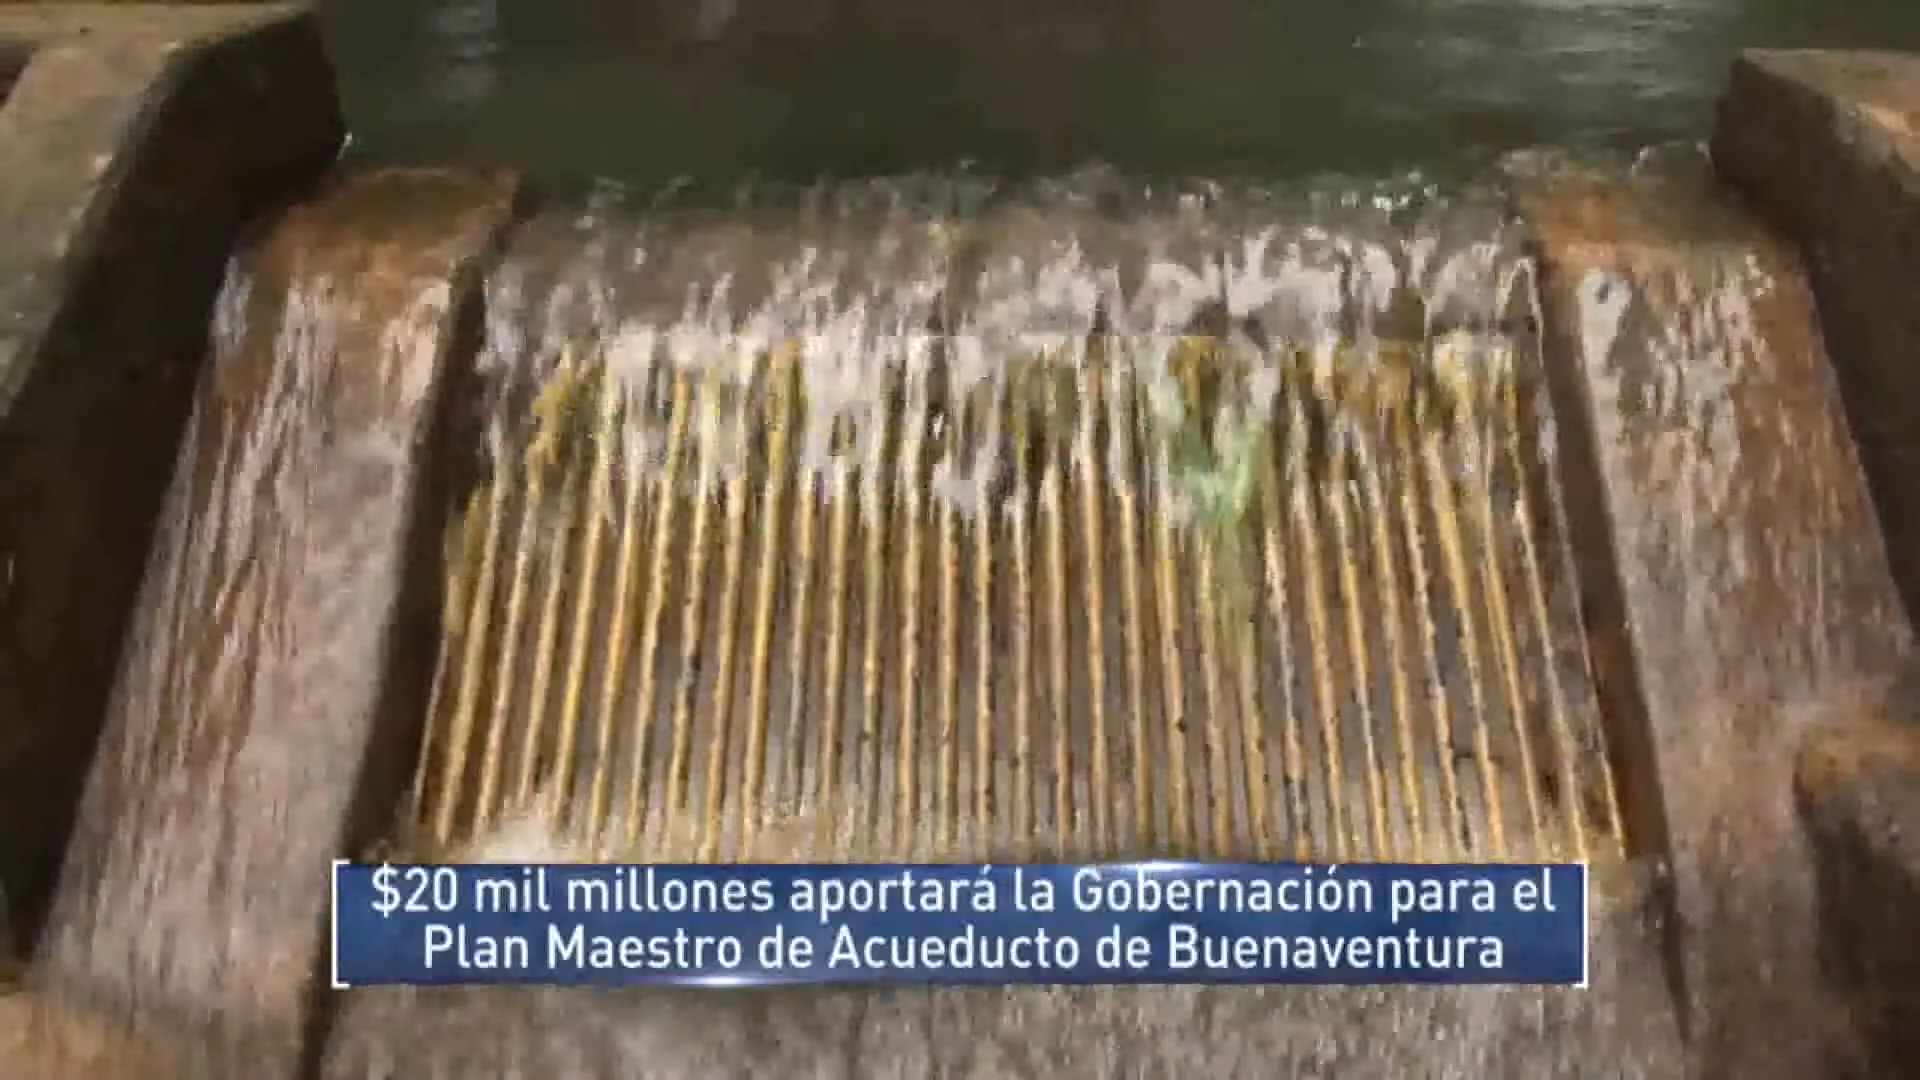 $20 mil millones aportará la Gobernación para el
Plan Maestro de Acueducto de Buenaventura